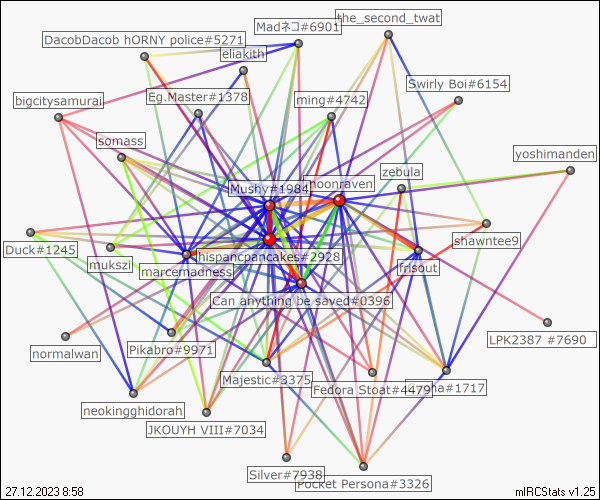 the_second_twat
Madネコ#6901
DacobDacob hORNY police#5271
eliakith
Swirly Boi#6154
Eg.Master#1378
ming#4742
bigcitysamurai
somass
yoshimanden
zebula
Mushy#1984
moonraven
Duck#1245
shawntee9
hispancpancakes#2928
mukszi
marcemadness
frisout
Can anything be saved#0396
LPK2387 #7690
normalwan
Pikabro#9971
Majestic#3375
Fedora Stoat#4479
#1717
neokingghidorah
JKOUYH VIII#7034
Silver#7938
Pocket Persona#3326
27.12.2023 8:58
mIRCStats v1.25